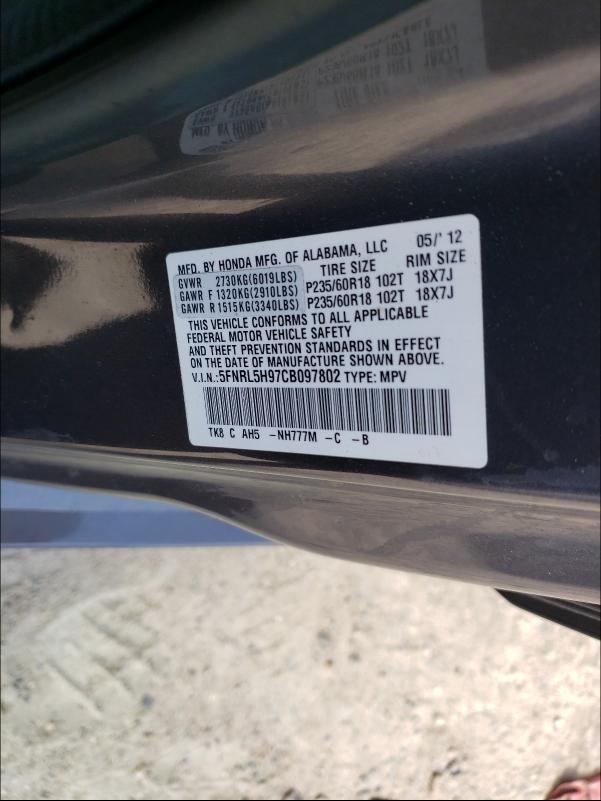 MFD. BY HONDA MFG. OF ALABAMA, LLC 05/'12
GVWR 2730KG(6019LBS) TIRE SIZE RIM SIZE
GAWR F 1320KG(2910LBS) P235/60R18 102T 18X7J
GAWR R 1515KG(3340LBS) P235/60R18 102T 18X7J
THIS VEHICLE CONFORMS TO ALL APPLICABLE
FEDERAL MOTOR VEHICLE SAFETY
AND THEFT PREVENTION STANDARDS IN EFFECT
ON THE DATE OF MANUFACTURE SHOWN ABOVE.
V.I.N.:5FNRL5H97CB097802 TYPE: MPV
TK8 C AH5 -NH777M -C -B